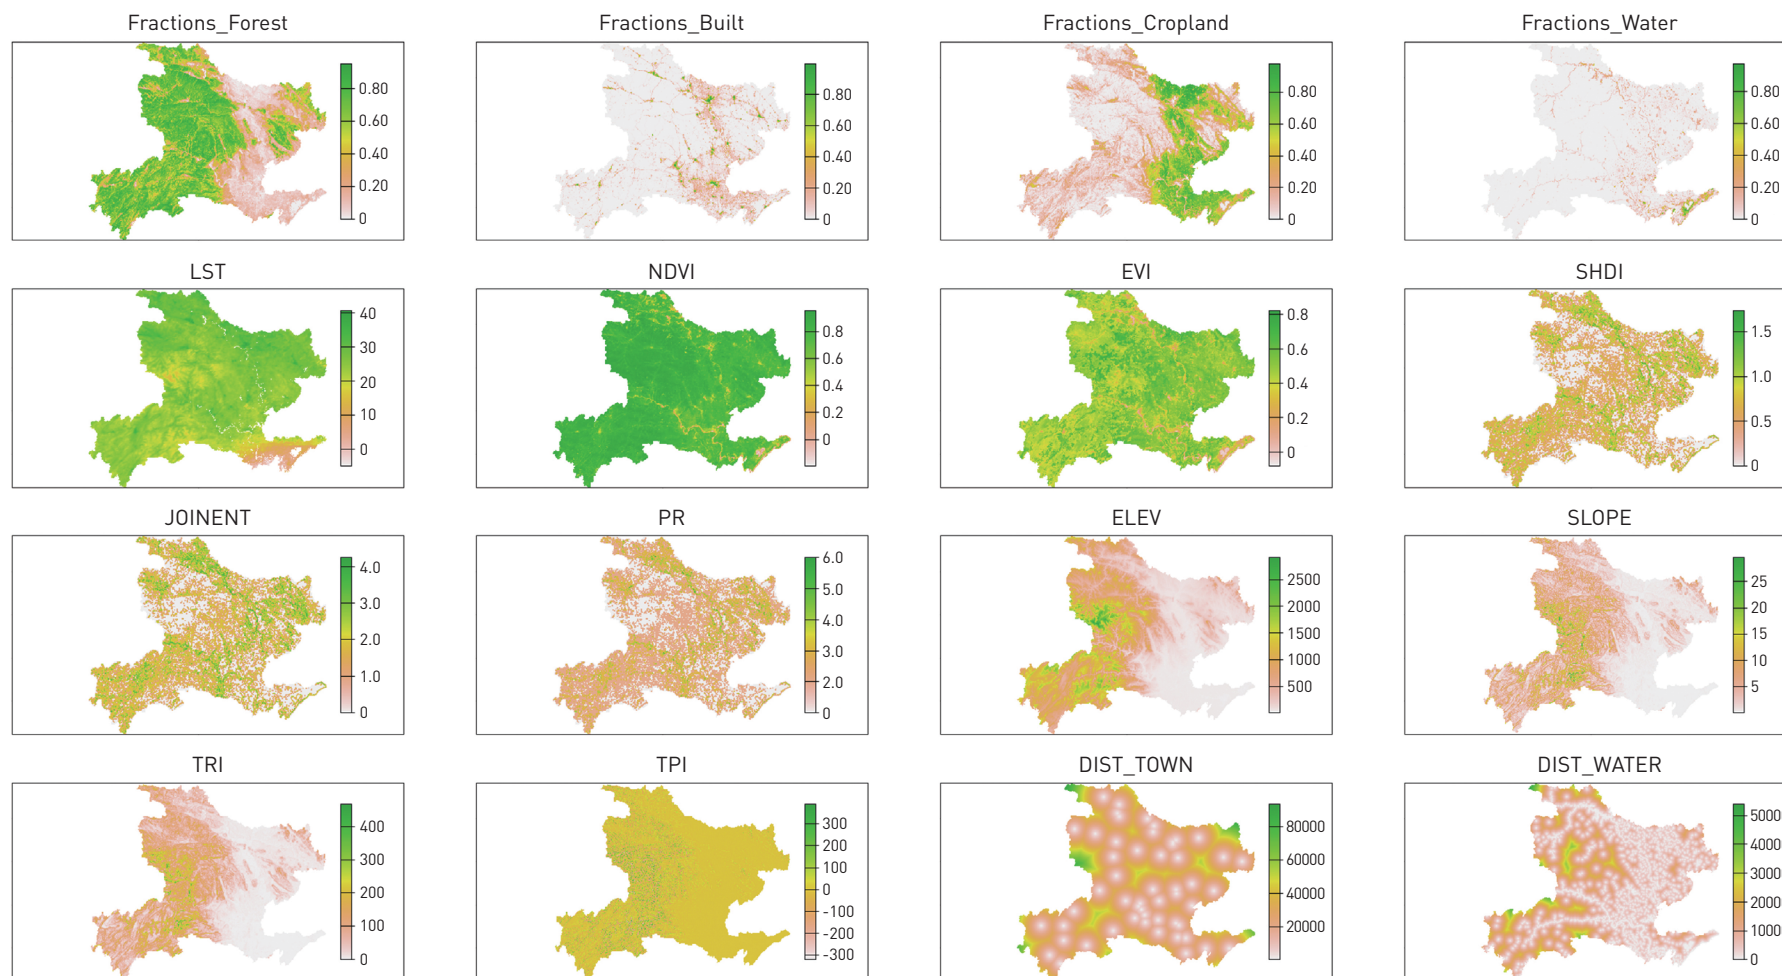 Fractions_Forest Fractions_Built Fractions_Cropland Fractions_Water
0.80 0.80 0.80 0.80
0.60 0.60 0.60 0.60
0.40 0.40 0.40 0.40
0.20 0.20 0.20 0.20
0 0 0 0
LST NDVI EVI SHDI
40 0.8 0.8 1.5
30 0.6 0.6 1.0
20 0.4 0.4 0.5
10 0.2 0.2 0
0 0 0
JOINENT PR ELEV SLOPE
4.0 6.0 2500 25
3.0 5.0 2000 20
2.0 4.0 1500 15
1.0 3.0 1000 10
0 2.0 500 5
0
TRI TPI DIST_TOWN DIST_WATER
400 300 80000 5000
300 200 60000 4000
200 100 40000 3000
100 0 20000 2000
0 -100 1000
-200 0
-300